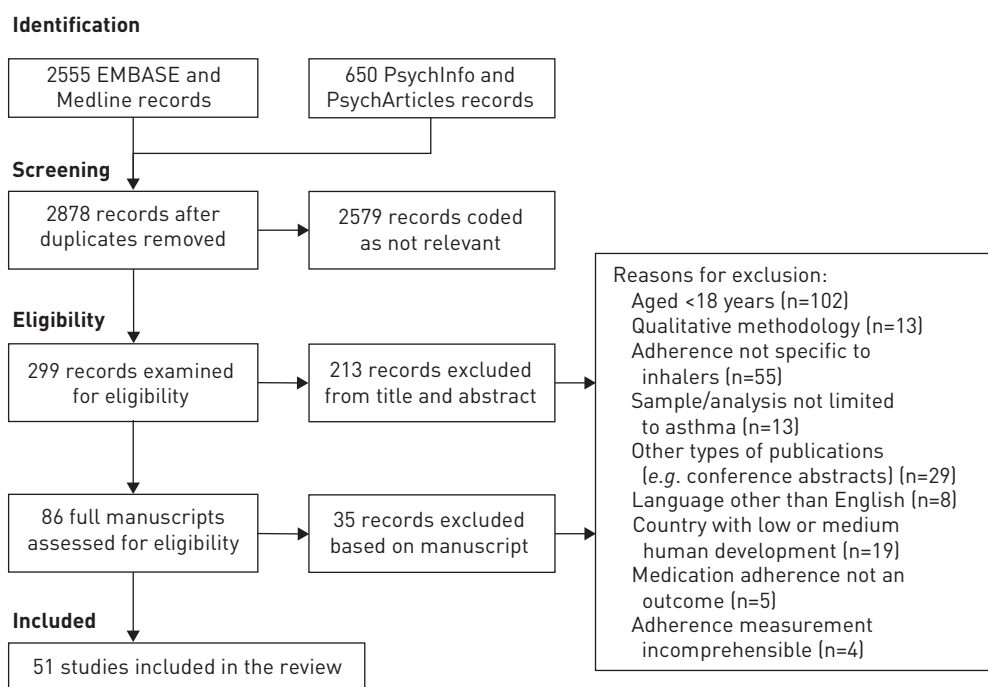 Identification
2555 EMBASE and
Medline records
650 PsychInfo and
PsychArticles records
Screening
2878 records after
duplicates removed
2579 records coded
as not relevant
Eligibility
299 records examined
for eligibility
213 records excluded
from title and abstract
86 full manuscripts
assessed for eligibility
35 records excluded
based on manuscript
Reasons for exclusion:
Aged <18 years (n=102)
Qualitative methodology (n=13)
Adherence not specific to
inhalers (n=55)
Sample/analysis not limited
to asthma (n=13)
Other types of publications
(e.g. conference abstracts) (n=29)
Language other than English (n=8)
Country with low or medium
human development (n=19)
Medication adherence not an
outcome (n=5)
Adherence measurement
incomprehensible (n=4)
Included
51 studies included in the review